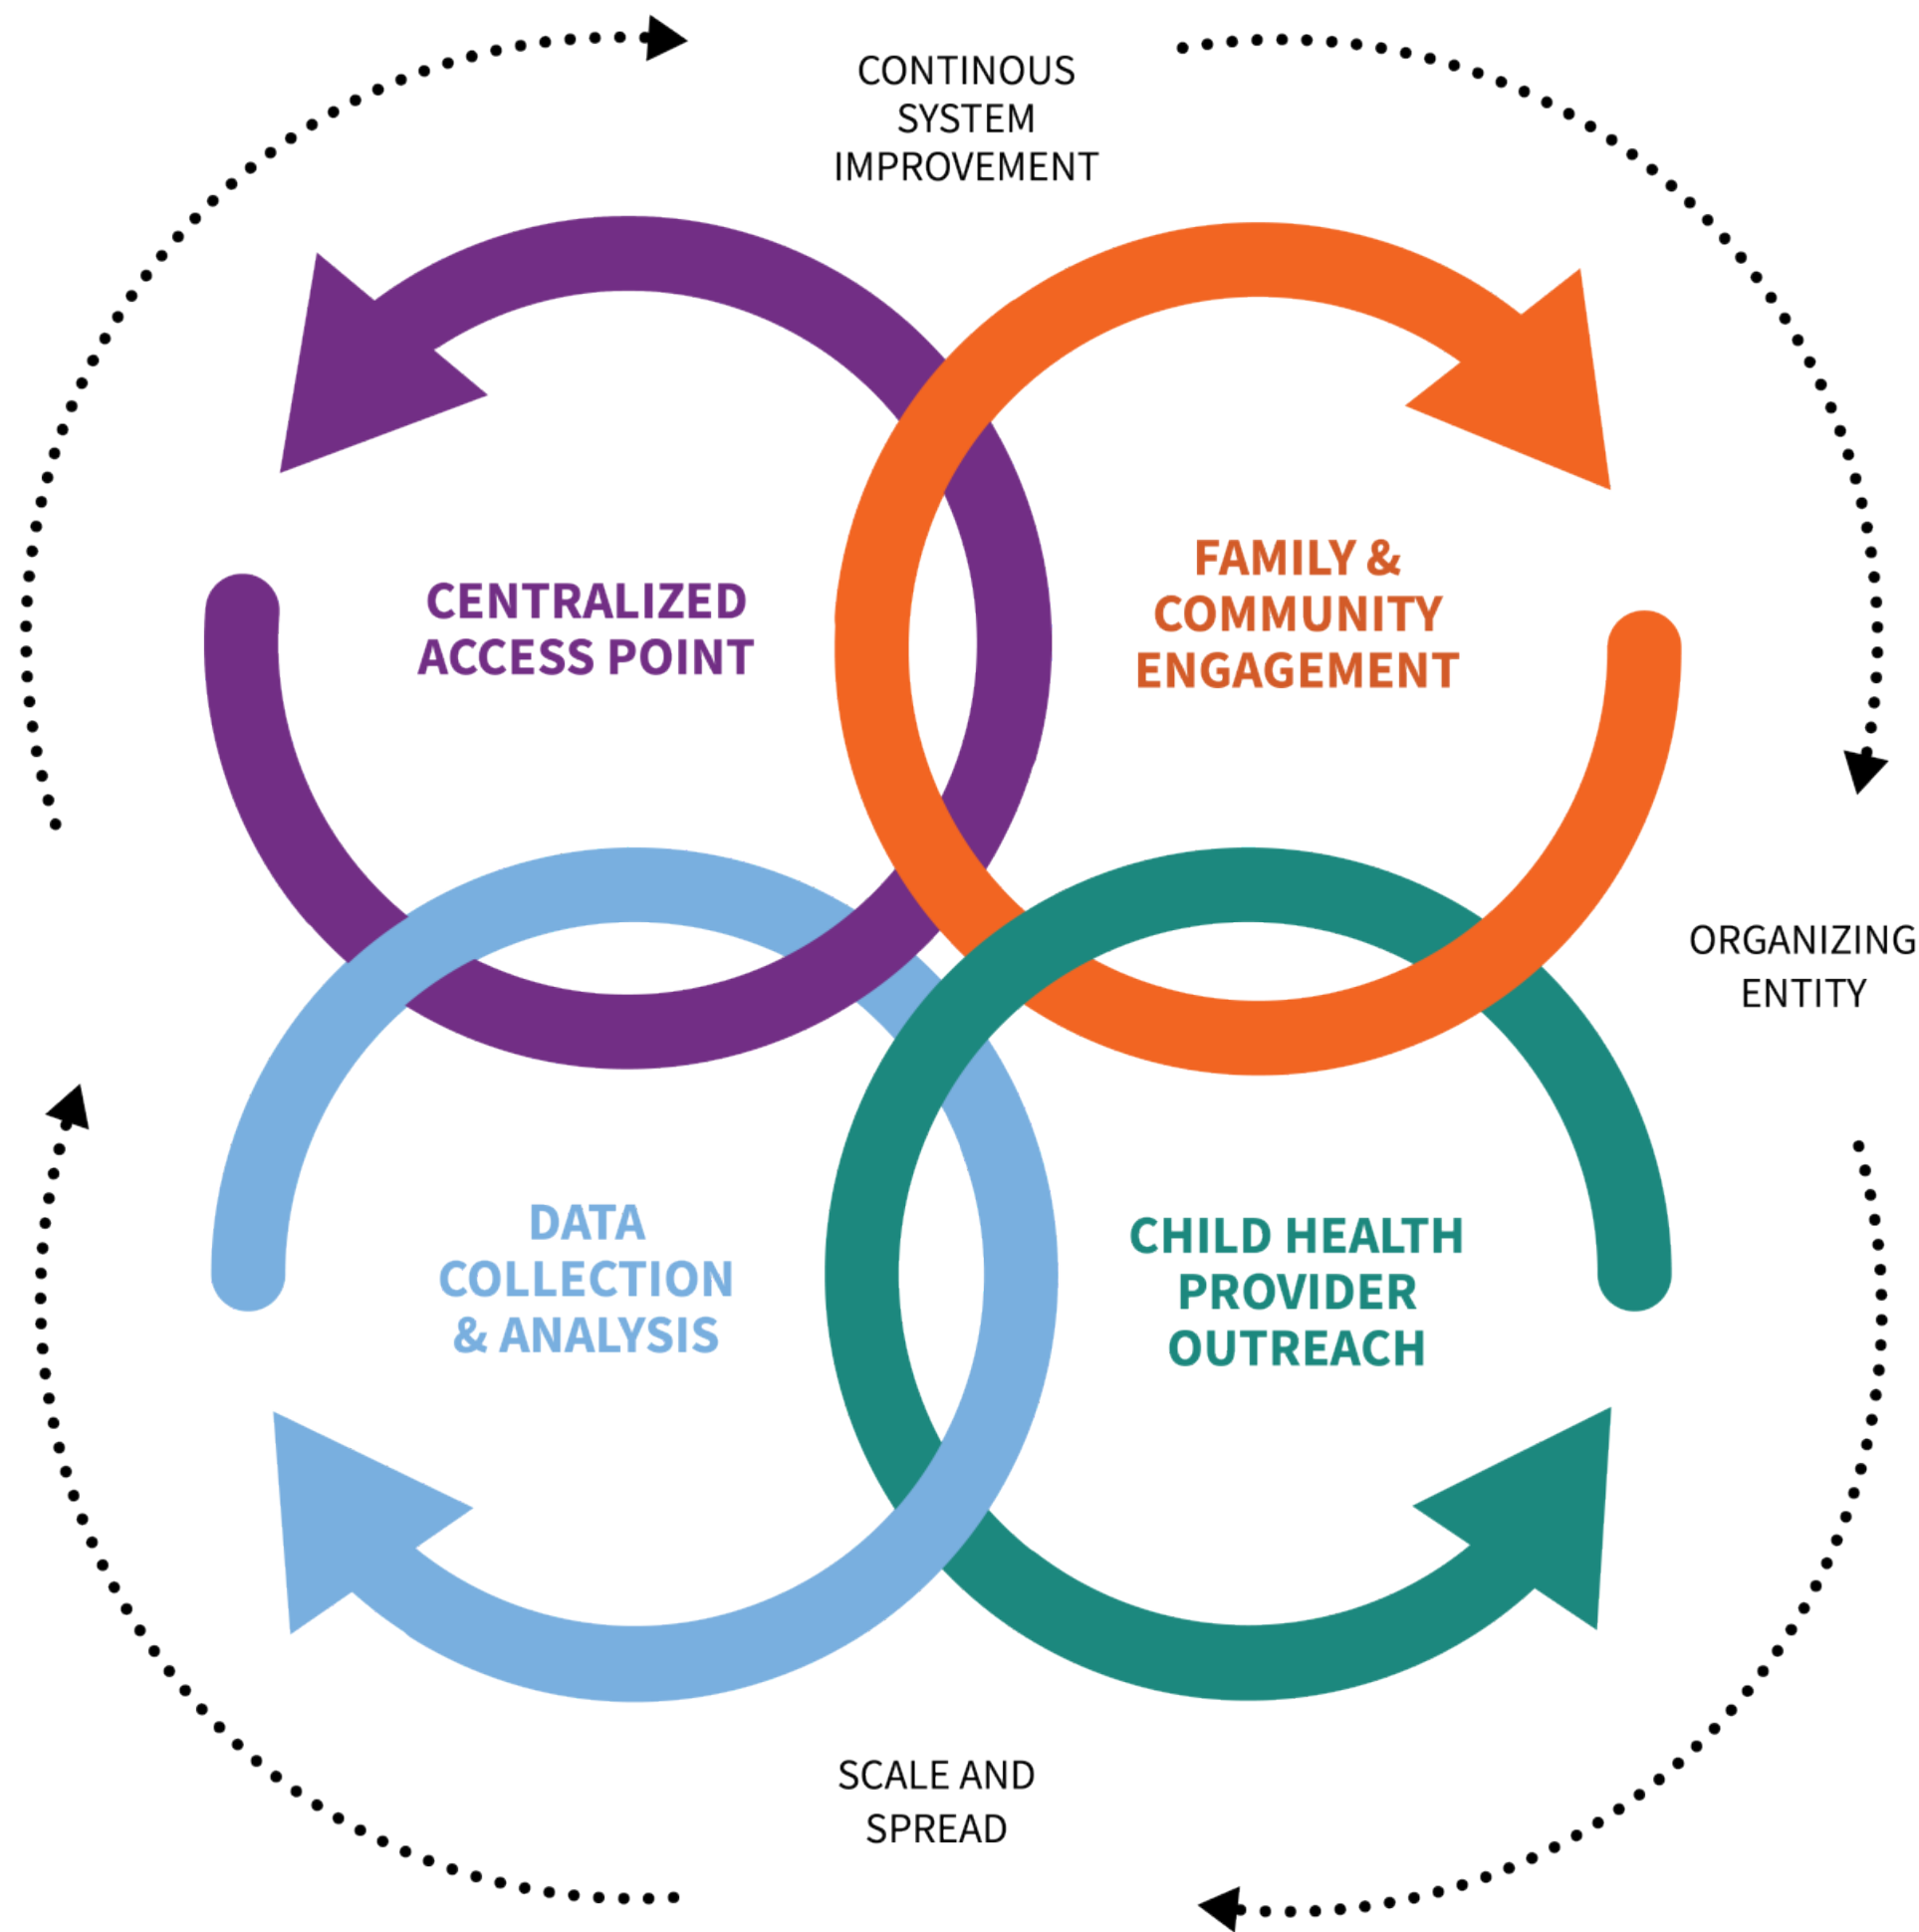 CONTINOUS
SYSTEM
IMPROVEMENT
CENTRALIZED
ACCESS POINT
FAMILY &
COMMUNITY
ENGAGEMENT
ORGANIZING
ENTITY
DATA
COLLECTION
& ANALYSIS
CHILD HEALTH
PROVIDER
OUTREACH
SCALE AND
SPREAD